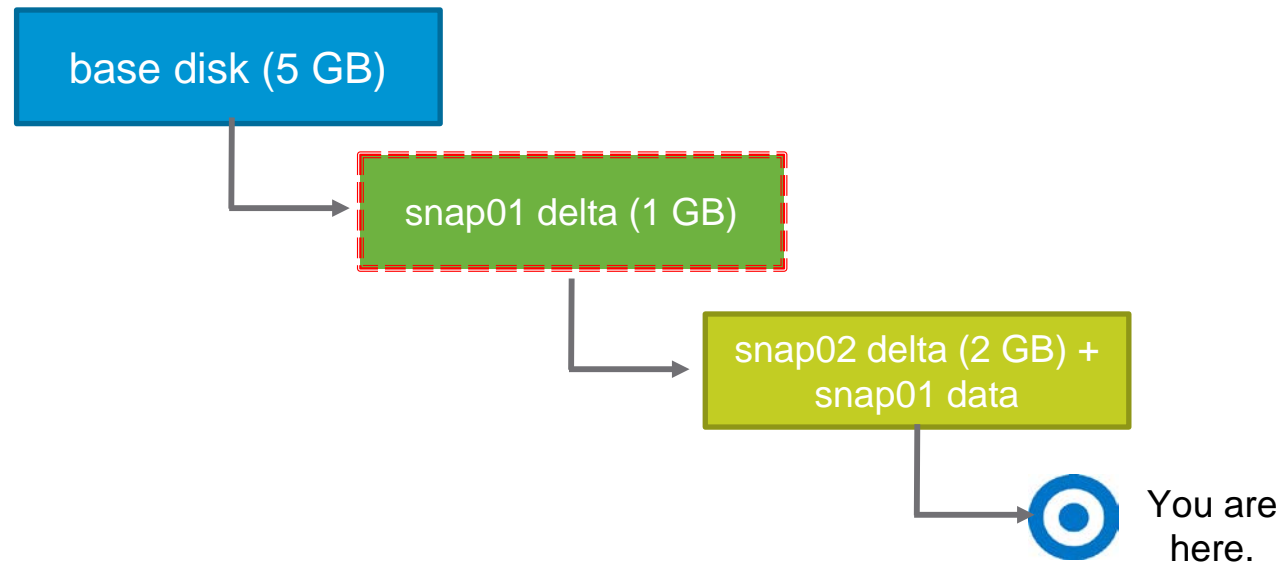 base disk (5 GB)
snap01 delta (1 GB)
snap02 delta (2 GB) +
snap01 data
You are
here.